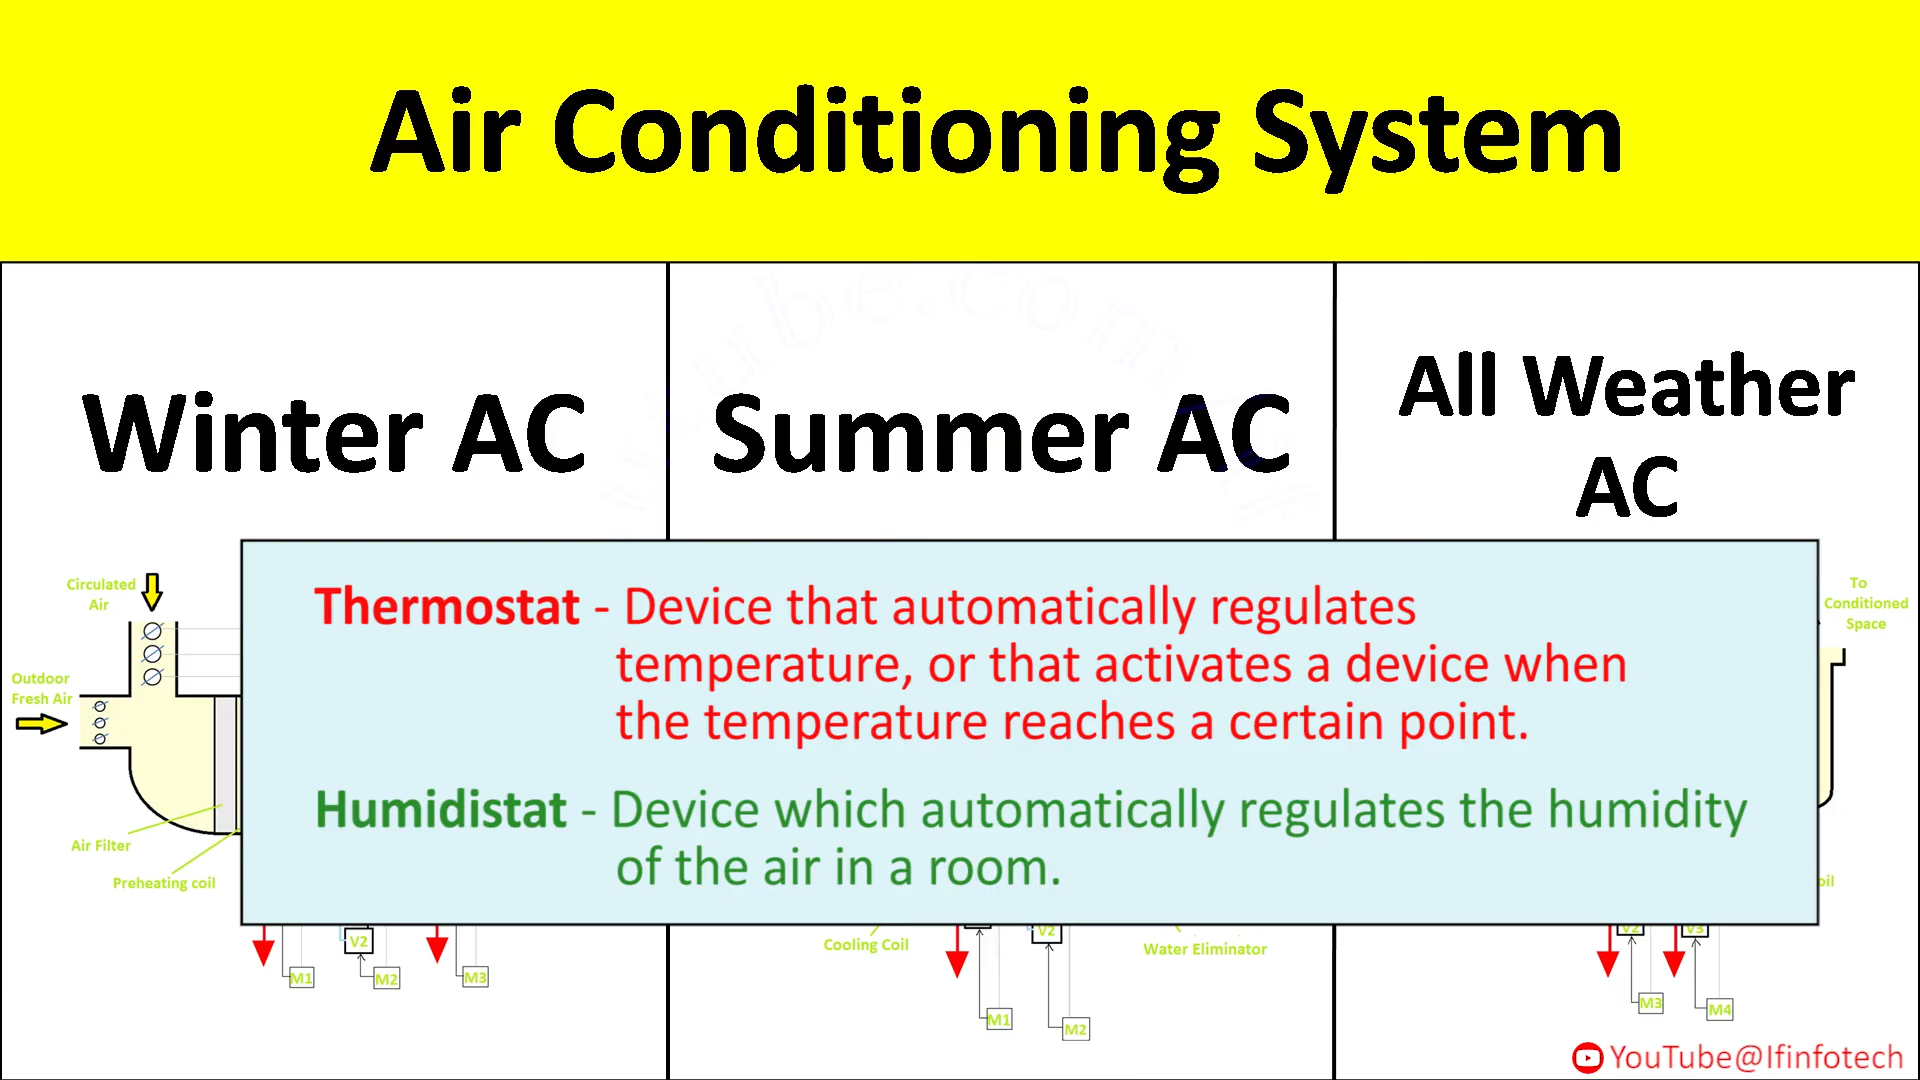 Air Conditioning System
Winter AC
Summer AC
All Weather
AC
Circulated
Air
Outdoor
Fresh Air
Air Filter
Preheating coil
Thermostat - Device that automatically regulates
temperature, or that activates a device when
the temperature reaches a certain point.
Humidistat - Device which automatically regulates the humidity
of the air in a room.
To
Conditioned
Space
V2
M1
M2
M3
Cooling Coil
V2
Water Eliminator
M1
M2
V2
V3
M3
M4
YouTube@Ifinfotech